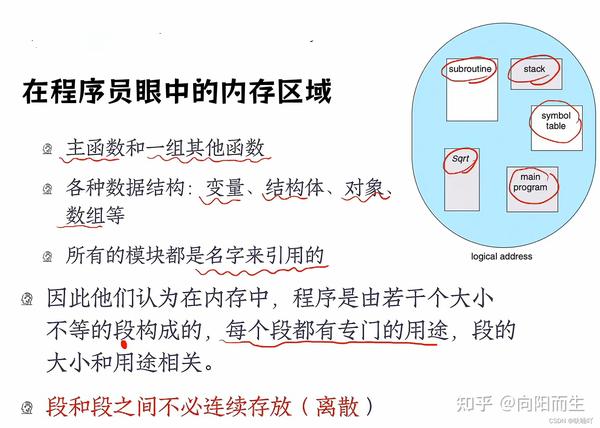 在程序员眼中的内存区域
主函数和一组其他函数
各种数据结构：变量、结构体、对象、
数组等
所有的模块都是名字来引用的
因此他们认为在内存中，程序是由若干个大小
不等的段构成的，每个段都有专门的用途，段的
大小和用途相关。
段和段之间不必连续存放（离散）
subroutine
stack
symbol
table
Sqrt
main
program
logical address
知乎 @向阳而生